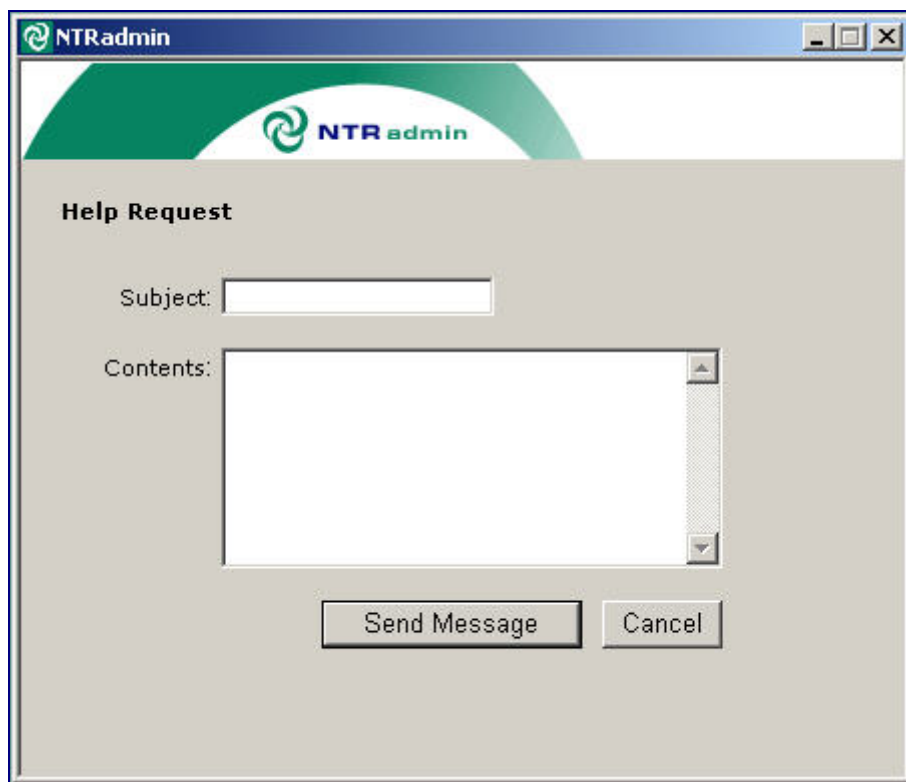 NTRadmin
NTR admin
Help Request
Subject:
Contents:
Send Message Cancel